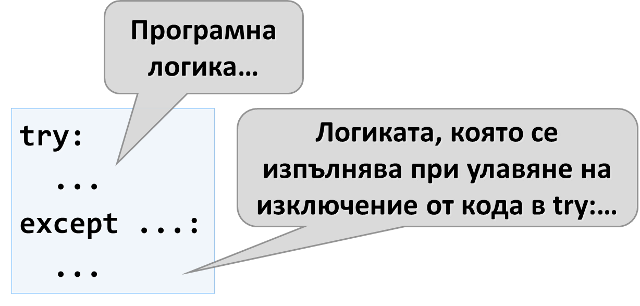 Програмна
логика…
try:
...
except ...:
...
Логиката, която се
изпълнява при улавяне на
изключение от кода в try:…